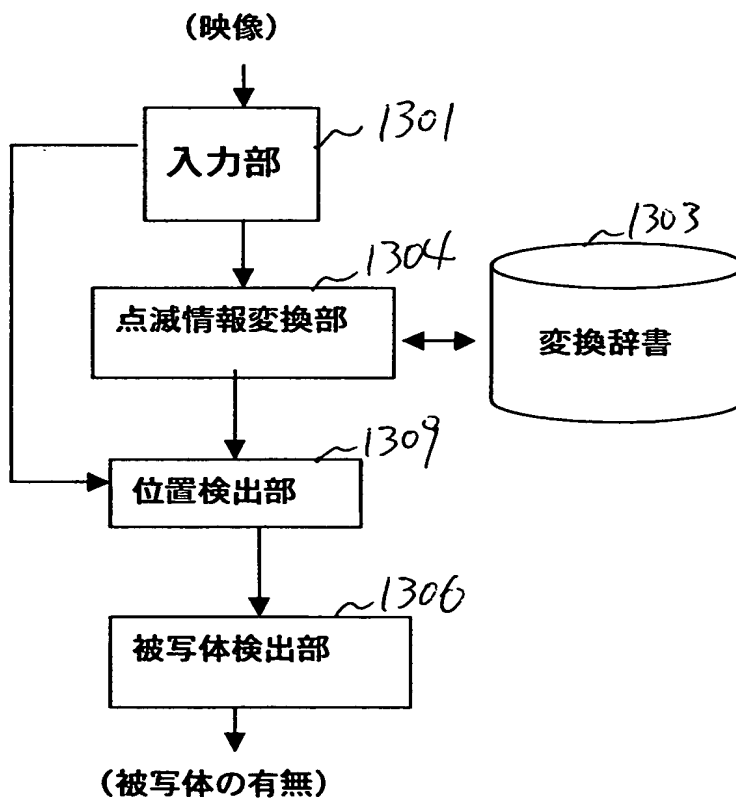 (映像)
1301
入力部
1303
1304
点滅情報変換部
変換辞書
1309
位置検出部
1306
被写体検出部
(被写体の有無)